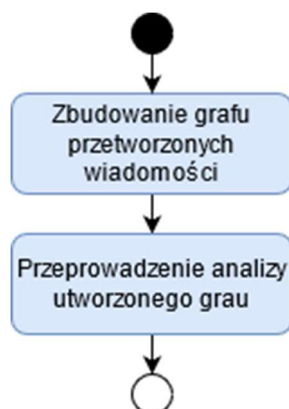 Zbudowanie grafu
przetworzonych
wiadomości
Przeprowadzenie analizy
utworzonego grau